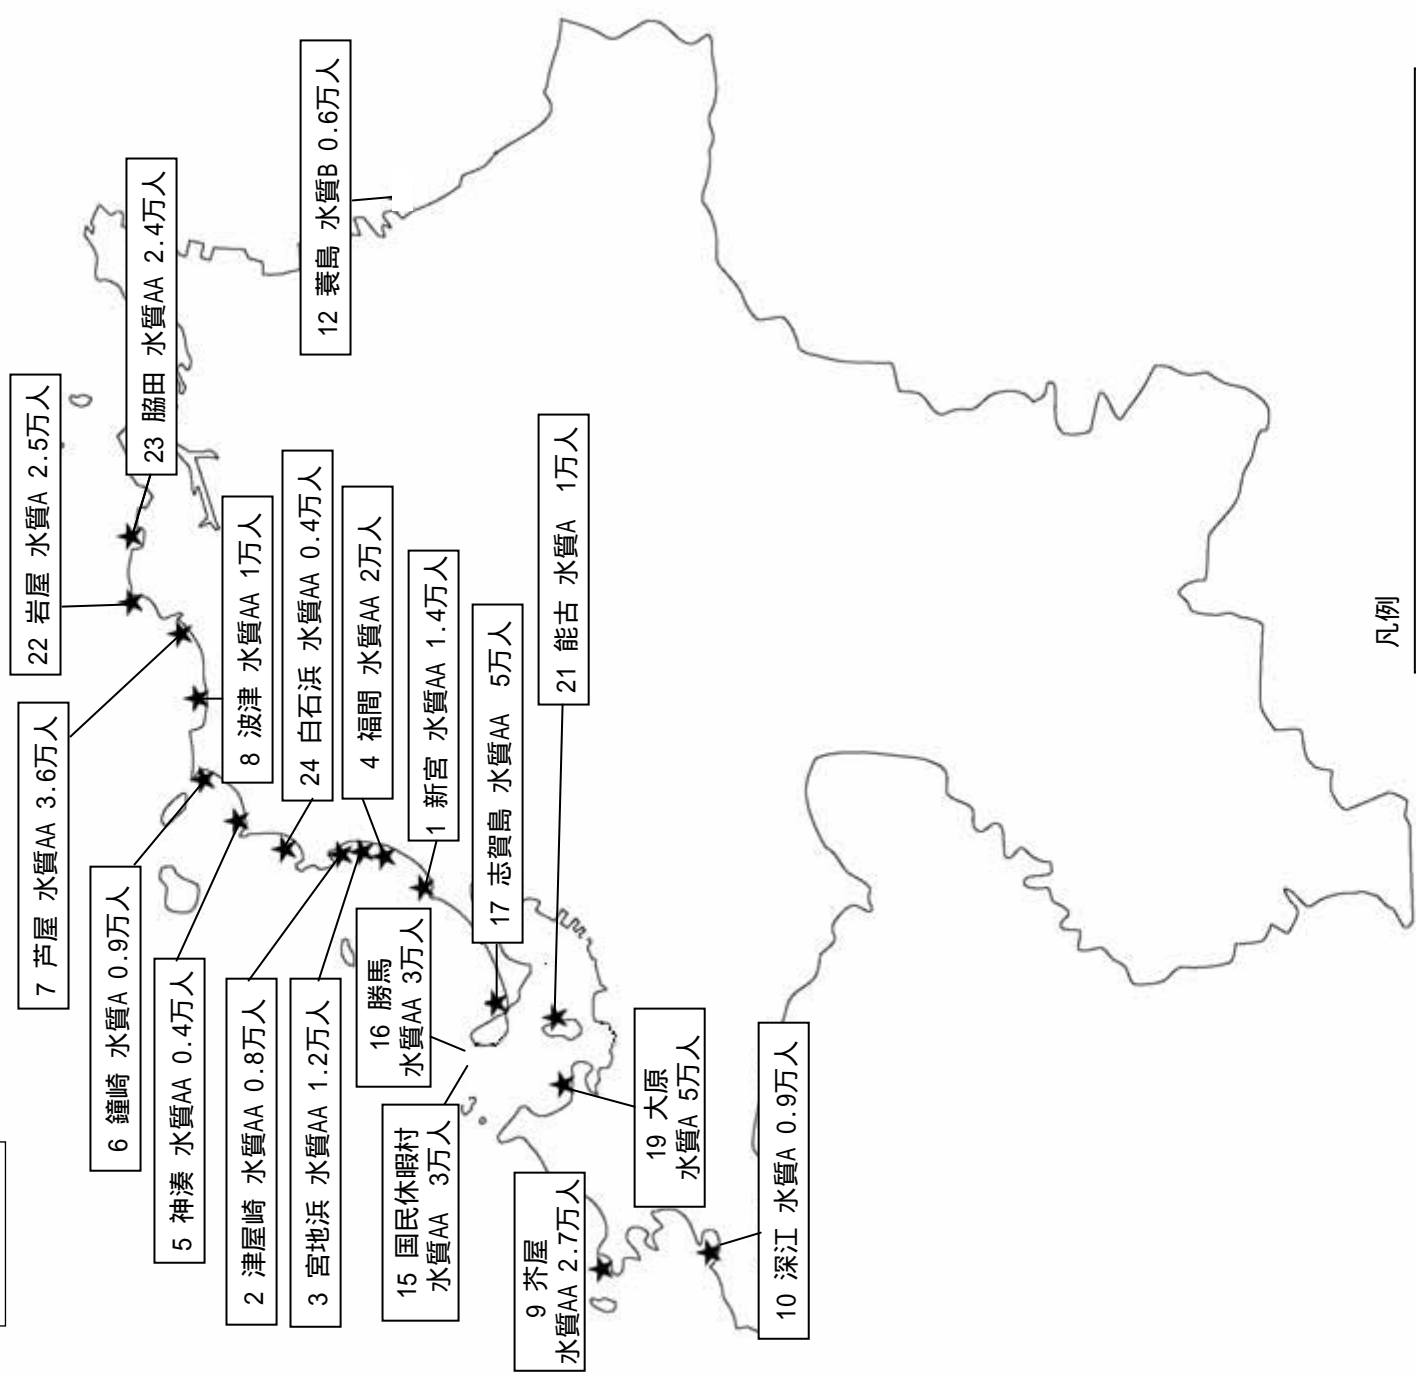 22 岩屋 水質A 2.5万人
23 脇田 水質AA 2.4万人
7 芦屋 水質AA 3.6万人
12 蓑島 水質B 0.6万人
8 波津 水質AA 1万人
6 鐘崎 水質A 0.9万人
24 白石浜 水質AA 0.4万人
5 神湊 水質AA 0.4万人
4 福間 水質AA 2万人
2 津屋崎 水質AA 0.8万人
3 宮地浜 水質AA 1.2万人
1 新宮 水質AA 1.4万人
16 勝馬
水質AA 3万人
15 国民休暇村
水質AA 3万人
17 志賀島 水質AA 5万人
21 能古 水質A 1万人
9 芥屋
水質AA 2.7万人
19 大原
水質A 5万人
10 深江 水質A 0.9万人
凡例